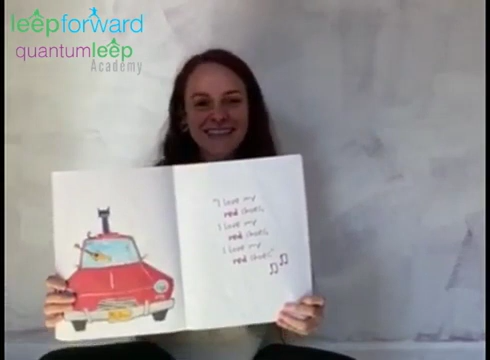 leepforward
quantumleep
Academy
"I love my
red shoes,
I love my
red shoes,
I love my
red shoes."